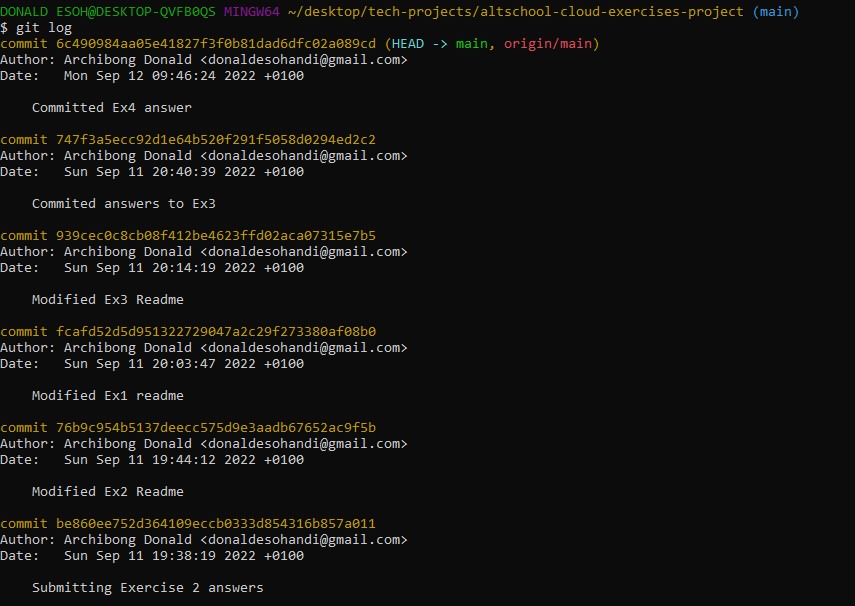 DONALD ESOH@DESKTOP-QVFB0QS MINGW64 ~/desktop/tech-projects/altschool-cloud-exercises-project (main)
$ git log
commit 6c490984aa05e41827f3f0b81dad6dfc02a089cd (HEAD -> main, origin/main)
Author: Archibong Donald <donaldesohandi@gmail.com>
Date:   Mon Sep 12 09:46:24 2022 +0100
    Committed Ex4 answer
commit 747f3a5ecc92d1e64b520f291f5058d0294ed2c2
Author: Archibong Donald <donaldesohandi@gmail.com>
Date:   Sun Sep 11 20:40:39 2022 +0100
    Commited answers to Ex3
commit 939cec0c8cb08f412be4623ffd02aca07315e7b5
Author: Archibong Donald <donaldesohandi@gmail.com>
Date:   Sun Sep 11 20:14:19 2022 +0100
    Modified Ex3 Readme
commit fcafd52d5d951322729047a2c29f273380af08b0
Author: Archibong Donald <donaldesohandi@gmail.com>
Date:   Sun Sep 11 20:03:47 2022 +0100
    Modified Ex1 readme
commit 76b9c954b5137deecc575d9e3aadb67652ac9f5b
Author: Archibong Donald <donaldesohandi@gmail.com>
Date:   Sun Sep 11 19:44:12 2022 +0100
    Modified Ex2 Readme
commit be860ee752d364109eccb0333d854316b857a011
Author: Archibong Donald <donaldesohandi@gmail.com>
Date:   Sun Sep 11 19:38:19 2022 +0100
    Submitting Exercise 2 answers